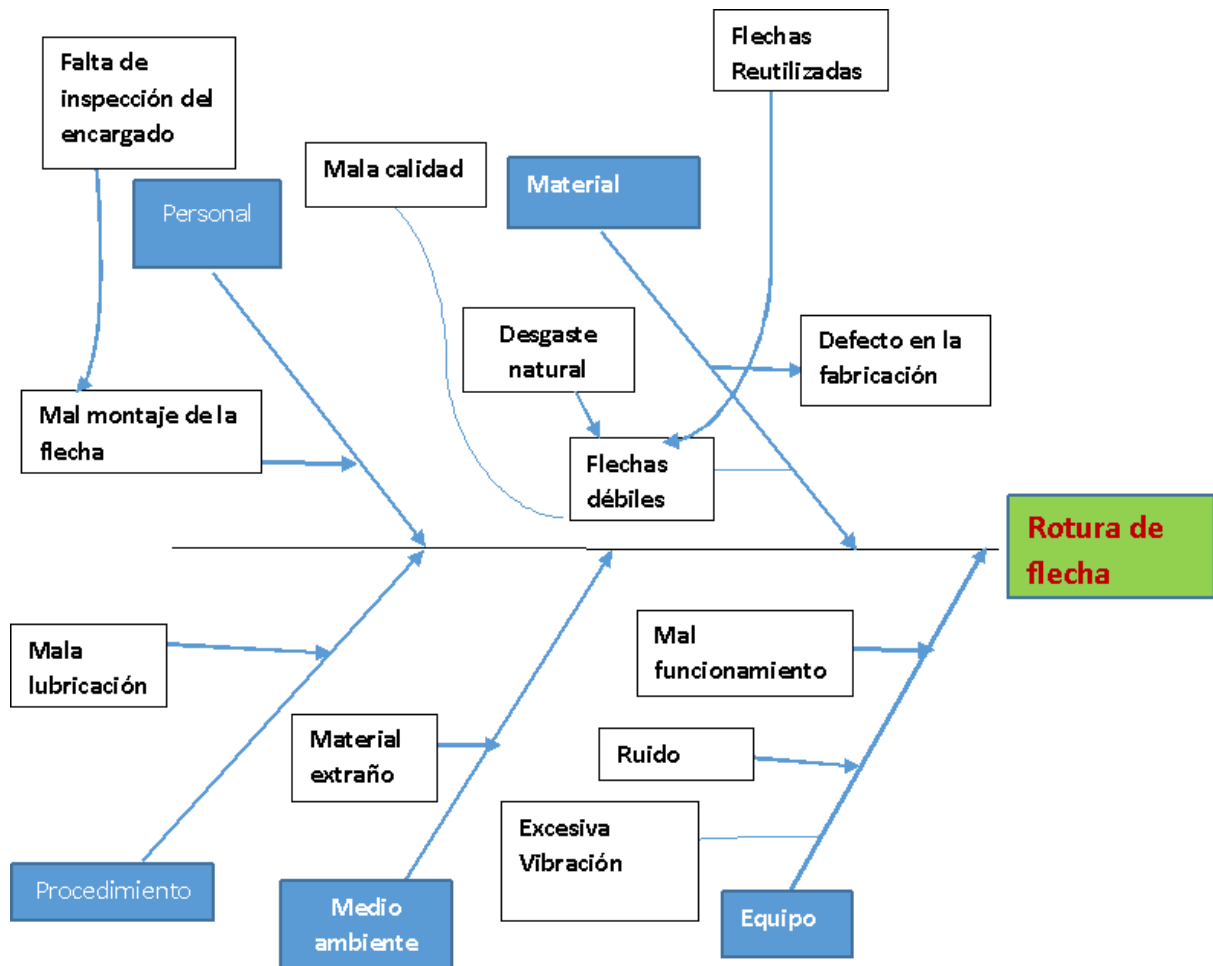 Flechas
Reutilizadas
Falta de
inspección del
encargado
Mala calidad
Material
Personal
Desgaste
natural
Defecto en la
fabricación
Mal montaje de la
flecha
Flechas
débiles
Rotura de
flecha
Mala
lubricación
Mal
funcionamiento
Material
extraño
Ruido
Excesiva
Vibración
Procedimiento
Medio
ambiente
Equipo